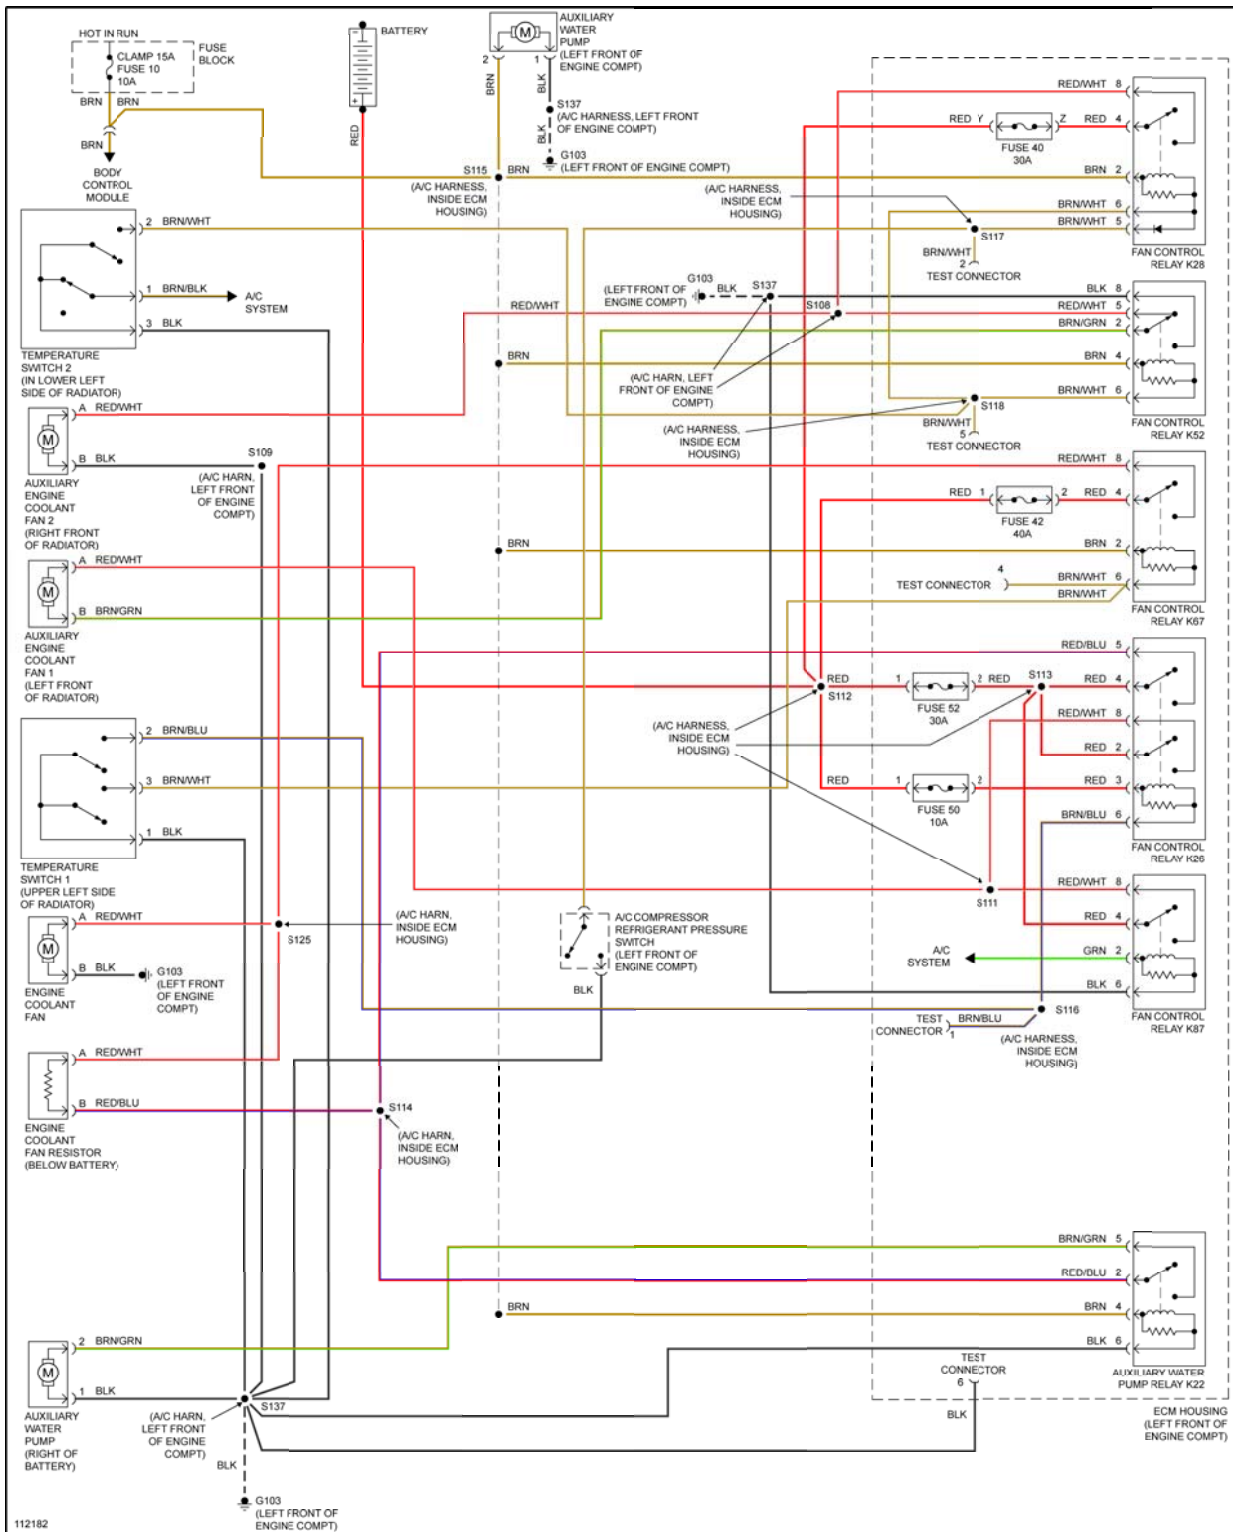 HOT IN RUN
CLAMP 15A
FUSE 10
10A
FUSE
BLOCK
BRN
BRN
BRN
BODY
CONTROL
MODULE
BATTERY
RED
M
AUXILIARY
WATER
PUMP
(LEFT FRONT OF
ENGINE COMPT)
2
1
BRN
BLK
S137
(A/C HARNESS, LEFT FRONT
OF ENGINE COMPT)
BLK
G103
(LEFT FRONT OF ENGINE COMPT)
S115
BRN
(A/C HARNESS,
INSIDE ECM
HOUSING)
(A/C HARNESS,
INSIDE ECM
HOUSING)
RED/WHT 8
RED Y
Z RED 4
FUSE 40
30A
BRN 2
BRN/WHT 6
BRN/WHT 5
S117
BRN/WHT
2
TEST CONNECTOR
FAN CONTROL
RELAY K28
2 BRN/WHT
1 BRN/BLK
A/C
SYSTEM
3 BLK
TEMPERATURE
SWITCH 2
(IN LOWER LEFT
SIDE OF RADIATOR)
G103
(LEFT FRONT OF
ENGINE COMPT)
BLK
S137
RED/WHT
S108
BLK 8
RED/WHT 5
BRN/GRN 2
BRN
BRN 4
(A/C HARN, LEFT
FRONT OF ENGINE
COMPT)
BRN/WHT 6
S118
(A/C HARNESS,
INSIDE ECM
HOUSING)
BRN/WHT
5
TEST CONNECTOR
FAN CONTROL
RELAY K52
A RED/WHT
M
B BLK
AUXILIARY
ENGINE
COOLANT
FAN 2
(RIGHT FRONT
OF RADIATOR)
S109
(A/C HARN,
LEFT FRONT
OF ENGINE
COMPT)
RED/WHT 8
RED 1
2 RED 4
FUSE 42
40A
BRN
BRN 2
4
TEST CONNECTOR
BRN/WHT 6
BRN/WHT
FAN CONTROL
RELAY K67
A RED/WHT
M
B BRN/GRN
AUXILIARY
ENGINE
COOLANT
FAN 1
(LEFT FRONT
OF RADIATOR)
RED/BLU 5
RED 1
S112
2 RED
S113
RED 4
FUSE 52
30A
(A/C HARNESS,
INSIDE ECM
HOUSING)
RED/WHT 8
RED 2
RED 1
2
RED 3
FUSE 50
10A
BRN/BLU 6
FAN CONTROL
RELAY K26
2 BRN/BLU
3 BRN/WHT
1 BLK
TEMPERATURE
SWITCH 1
(UPPER LEFT SIDE
OF RADIATOR)
RED/WHT 8
S111
RED 4
A/C
SYSTEM
GRN 2
BLK 6
FAN CONTROL
RELAY K87
A RED/WHT
M
B BLK
G103
(LEFT FRONT
OF ENGINE
COMPT)
ENGINE
COOLANT
FAN
S125
(A/C HARN,
INSIDE ECM
HOUSING)
A/C COMPRESSOR
REFRIGERANT PRESSURE
SWITCH
(LEFT FRONT OF
ENGINE COMPT)
BLK
TEST
CONNECTOR
1
BRN/BLU
S116
(A/C HARNESS,
INSIDE ECM
HOUSING)
A RED/WHT
B RED/BLU
ENGINE
COOLANT
FAN RESISTOR
(BELOW BATTERY)
S114
(A/C HARN,
INSIDE ECM
HOUSING)
BRN/GRN 5
RED/BLU 2
BRN
BRN 4
BLK 6
AUXILIARY WATER
PUMP RELAY K22
TEST
CONNECTOR
6
BLK
ECM HOUSING
(LEFT FRONT OF
ENGINE COMPT)
2 BRN/GRN
M
1 BLK
AUXILIARY
WATER
PUMP
(RIGHT OF
BATTERY)
S137
(A/C HARN,
LEFT FRONT
OF ENGINE
COMPT)
BLK
G103
(LEFT FRONT OF
ENGINE COMPT)
112182